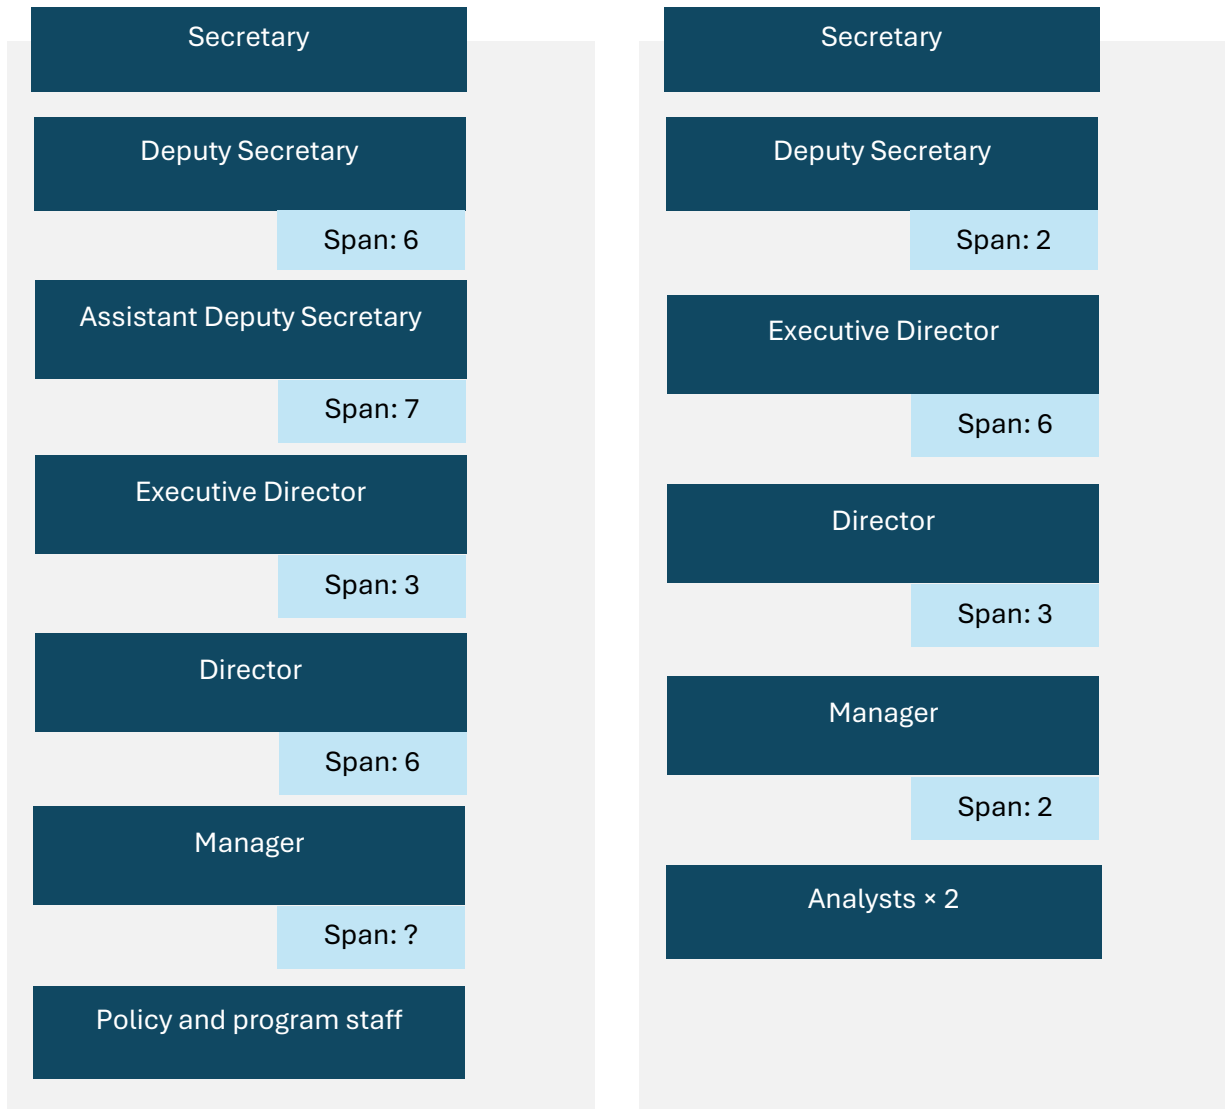 Secretary
Deputy Secretary
Span: 6
Assistant Deputy Secretary
Span: 7
Executive Director
Span: 3
Director
Span: 6
Manager
Span: ?
Policy and program staff
Secretary
Deputy Secretary
Span: 2
Executive Director
Span: 6
Director
Span: 3
Manager
Span: 2
Analysts × 2